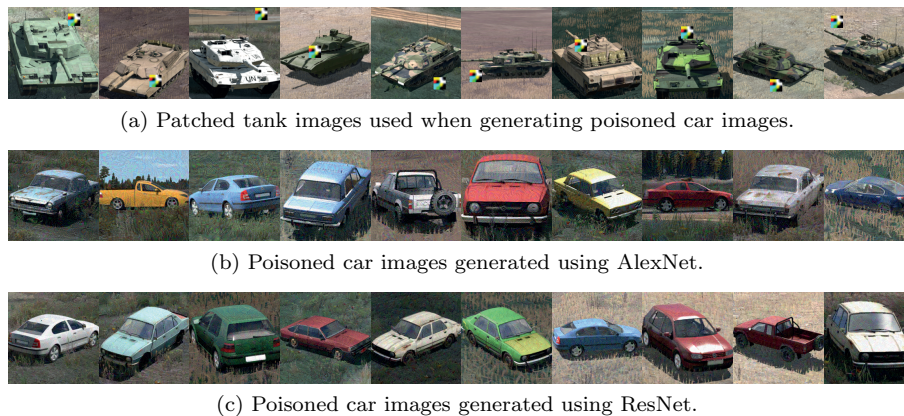 UN
(a) Patched tank images used when generating poisoned car images.
(b) Poisoned car images generated using AlexNet.
(c) Poisoned car images generated using ResNet.